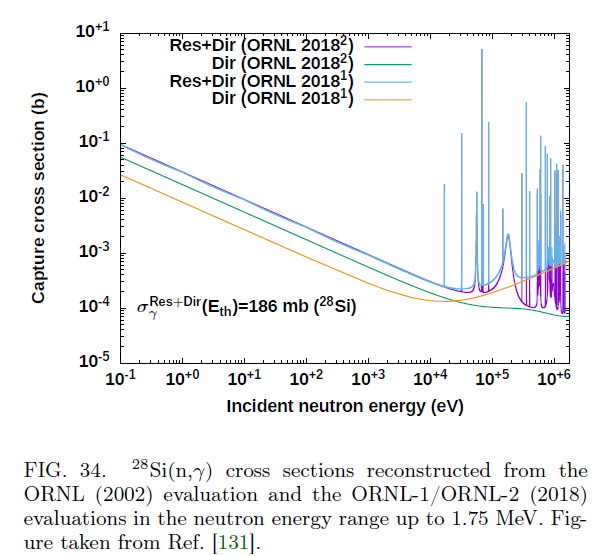 10+1
10+0
10-1
10-2
10-3
10-4
10-5
Capture cross section (b)
Res+Dir (ORNL 2018²)
Dir (ORNL 2018²)
Res+Dir (ORNL 2018¹)
Dir (ORNL 2018¹)
σγ^Res+Dir(Eth)=186 mb (²⁸Si)
10-1 10+0 10+1 10+2 10+3 10+4 10+5 10+6
Incident neutron energy (eV)
FIG. 34. ²⁸Si(n,γ) cross sections reconstructed from the
ORNL (2002) evaluation and the ORNL-1/ORNL-2 (2018)
evaluations in the neutron energy range up to 1.75 MeV. Fig-
ure taken from Ref. [131].